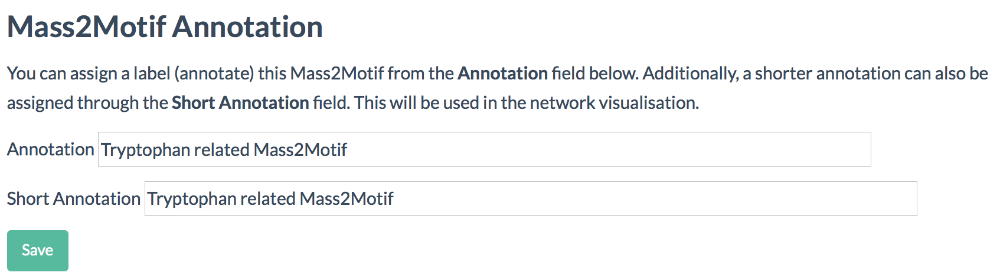 Mass2Motif Annotation
You can assign a label (annotate) this Mass2Motif from the Annotation field below. Additionally, a shorter annotation can also be
assigned through the Short Annotation field. This will be used in the network visualisation.
Annotation Tryptophan related Mass2Motif
Short Annotation Tryptophan related Mass2Motif
Save